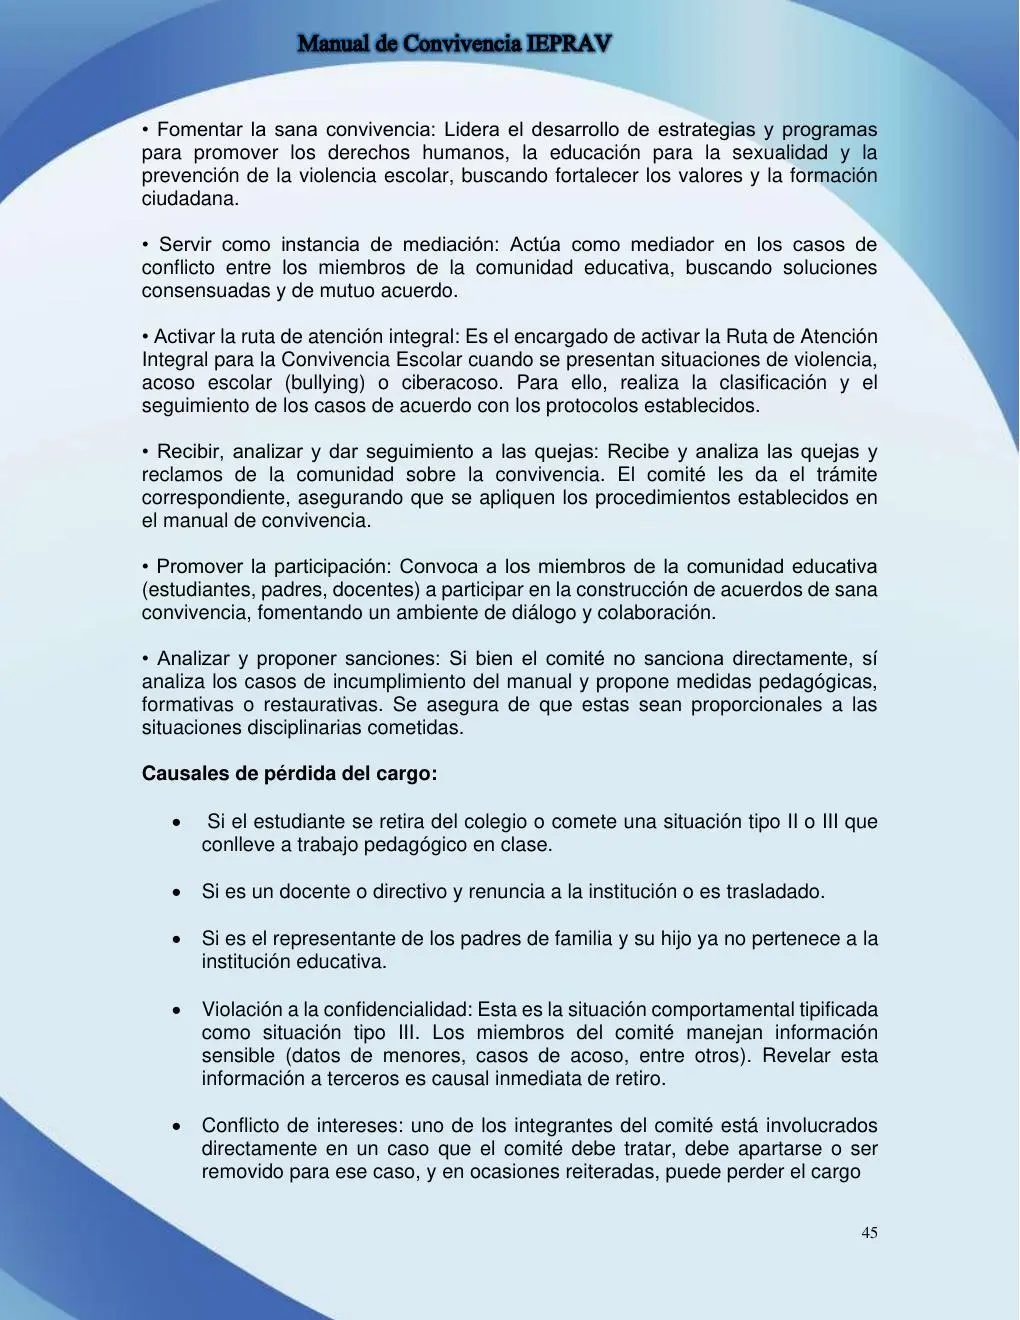 Manual de Convivencia IEPRAV
• Fomentar la sana convivencia: Lidera el desarrollo de estrategias y programas
para promover los derechos humanos, la educación para la sexualidad y la
prevención de la violencia escolar, buscando fortalecer los valores y la formación
ciudadana.
• Servir como instancia de mediación: Actúa como mediador en los casos de
conflicto entre los miembros de la comunidad educativa, buscando soluciones
consensuadas y de mutuo acuerdo.
• Activar la ruta de atención integral: Es el encargado de activar la Ruta de Atención
Integral para la Convivencia Escolar cuando se presentan situaciones de violencia,
acoso escolar (bullying) o ciberacoso. Para ello, realiza la clasificación y el
seguimiento de los casos de acuerdo con los protocolos establecidos.
• Recibir, analizar y dar seguimiento a las quejas: Recibe y analiza las quejas y
reclamos de la comunidad sobre la convivencia. El comité les da el trámite
correspondiente, asegurando que se apliquen los procedimientos establecidos en
el manual de convivencia.
• Promover la participación: Convoca a los miembros de la comunidad educativa
(estudiantes, padres, docentes) a participar en la construcción de acuerdos de sana
convivencia, fomentando un ambiente de diálogo y colaboración.
• Analizar y proponer sanciones: Si bien el comité no sanciona directamente, sí
analiza los casos de incumplimiento del manual y propone medidas pedagógicas,
formativas o restaurativas. Se asegura de que estas sean proporcionales a las
situaciones disciplinarias cometidas.
Causales de pérdida del cargo:
• Si el estudiante se retira del colegio o comete una situación tipo II o III que
conlleve a trabajo pedagógico en clase.
• Si es un docente o directivo y renuncia a la institución o es trasladado.
• Si es el representante de los padres de familia y su hijo ya no pertenece a la
institución educativa.
• Violación a la confidencialidad: Esta es la situación comportamental tipificada
como situación tipo III. Los miembros del comité manejan información
sensible (datos de menores, casos de acoso, entre otros). Revelar esta
información a terceros es causal inmediata de retiro.
• Conflicto de intereses: uno de los integrantes del comité está involucrados
directamente en un caso que el comité debe tratar, debe apartarse o ser
removido para ese caso, y en ocasiones reiteradas, puede perder el cargo
45